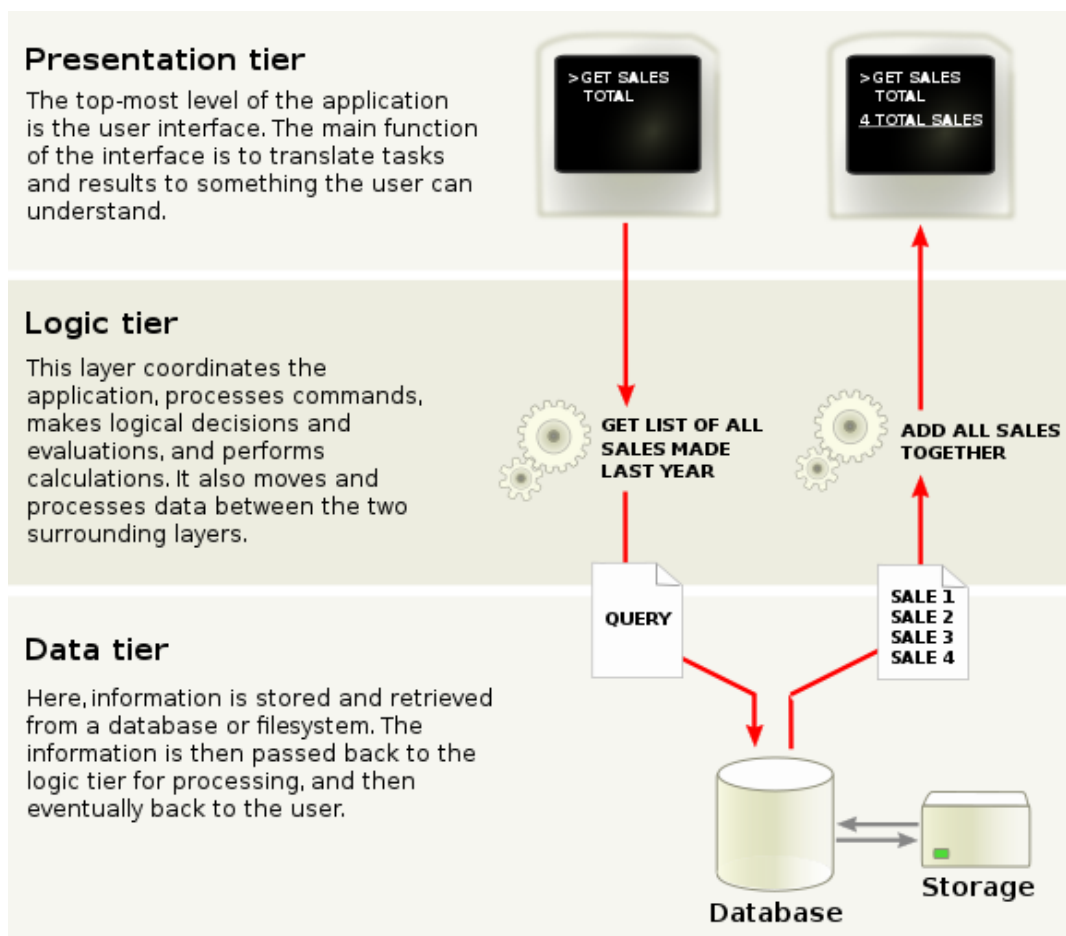 Presentation tier
The top-most level of the application
is the user interface. The main function
of the interface is to translate tasks
and results to something the user can
understand.
>GET SALES
TOTAL
>GET SALES
TOTAL
4 TOTAL SALES
Logic tier
This layer coordinates the
application, processes commands,
makes logical decisions and
evaluations, and performs
calculations. It also moves and
processes data between the two
surrounding layers.
GET LIST OF ALL
SALES MADE
LAST YEAR
ADD ALL SALES
TOGETHER
QUERY
SALE 1
SALE 2
SALE 3
SALE 4
Data tier
Here, information is stored and retrieved
from a database or filesystem. The
information is then passed back to the
logic tier for processing, and then
eventually back to the user.
Database
Storage